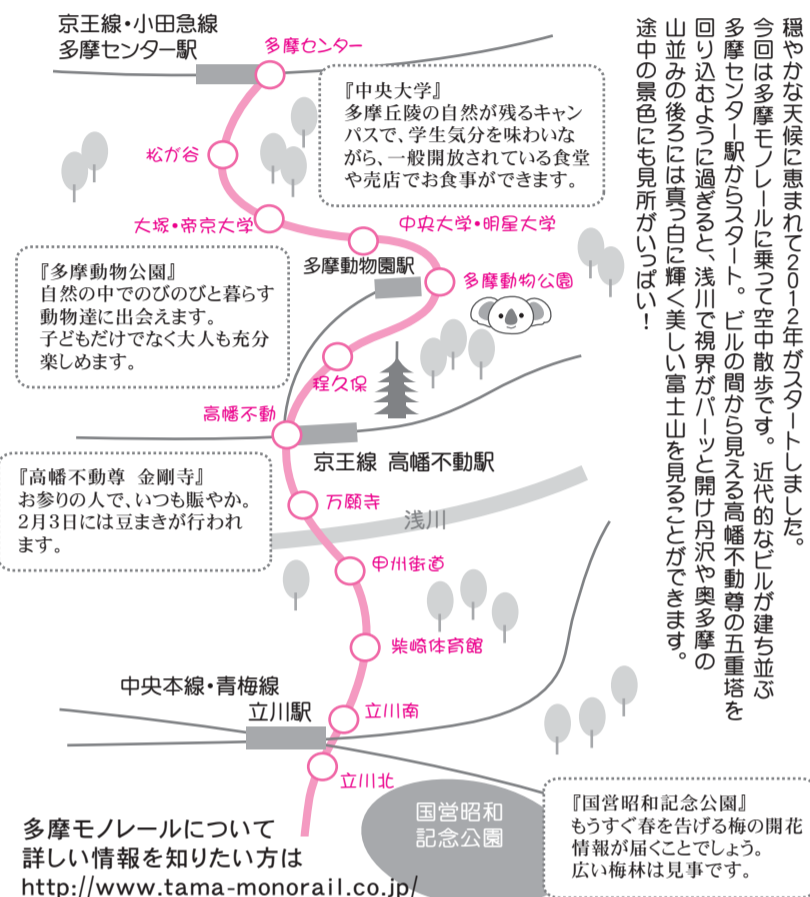 穏やかな天候に恵まれて2012年がスタートしました。
今回は多摩モノレールに乗って空中散歩です。近代的なビルが建ち並ぶ
多摩センター駅からスタート。ビルの間から見える高幡不動尊の五重塔を
回り込むように過ぎると、浅川で視界がパーッと開け丹沢や奥多摩の
山並みの後ろには真っ白に輝く美しい富士山を見ることができます。
途中の景色にも見所がいっぱい！
京王線・小田急線
多摩センター駅
多摩センター
『中央大学』
多摩丘陵の自然が残るキャン
パスで、学生気分を味わいな
がら、一般開放されている食堂
や売店でお食事ができます。
松が谷
大塚・帝京大学
中央大学・明星大学
多摩動物園駅
多摩動物公園
『多摩動物公園』
自然の中でのびのびと暮らす
動物達に出会えます。
子どもだけでなく大人も充分
楽しめます。
程久保
高幡不動
京王線 高幡不動駅
『高幡不動尊 金剛寺』
お参りの人で、いつも賑やか。
2月3日には豆まきが行われ
ます。
万願寺
浅川
甲州街道
柴崎体育館
中央本線・青梅線
立川駅
立川南
立川北
国営昭和
記念公園
『国営昭和記念公園』
もうすぐ春を告げる梅の開花
情報が届くことでしょう。
広い梅林は見事です。
多摩モノレールについて
詳しい情報を知りたい方は
http://www.tama-monorail.co.jp/